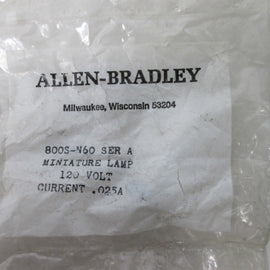 ALLEN-BRADLEY
Milwaukee, Wisconsin 53204
800S-N60 SER A
MINIATURE LAMP
120 VOLT
CURRENT .025A